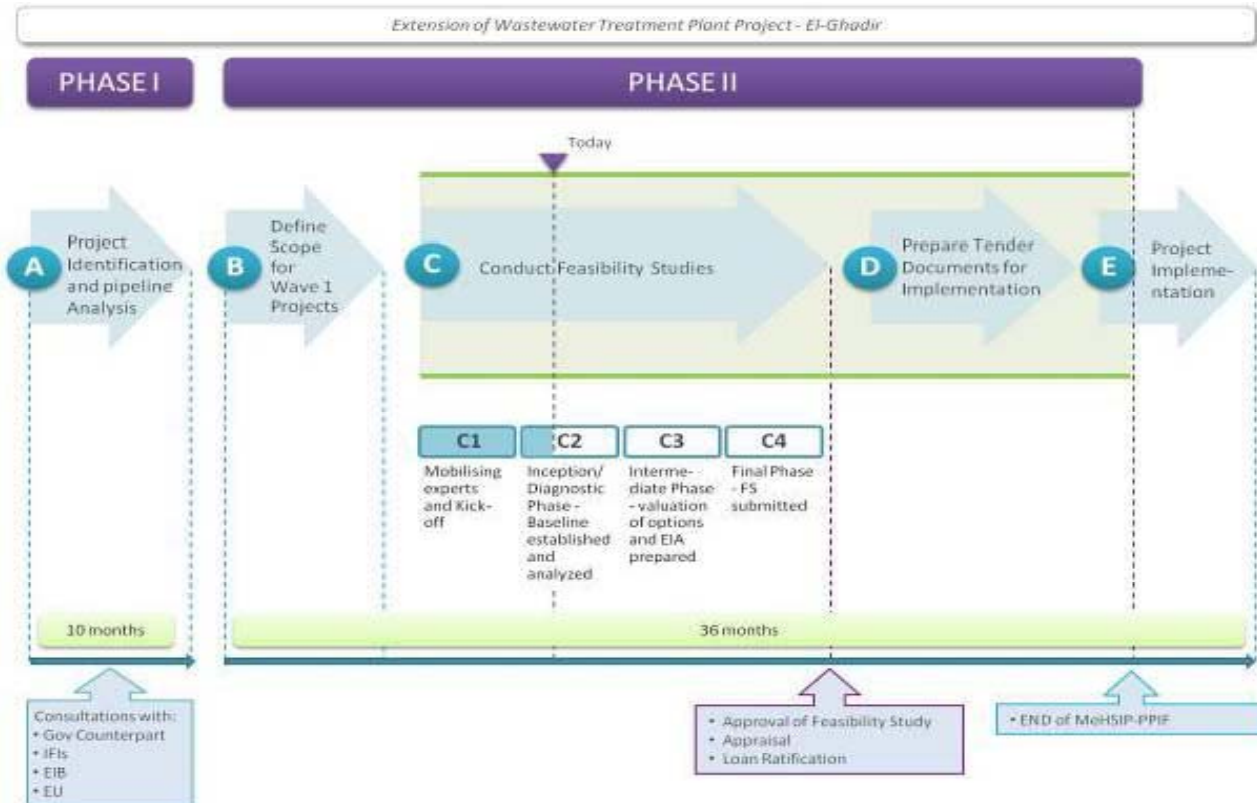 Extension of Wastewater Treatment Plant Project - El-Ghadir
PHASE I
PHASE II
Today
A
Project
Identification
and pipeline
Analysis
B
Define
Scope
for
Wave 1
Projects
C
Conduct Feasibility Studies
D
Prepare Tender
Documents for
Implementation
E
Project
Impleme-
ntation
C1
Mobilising
experts
and Kick-
off
C2
Inception/
Diagnostic
Phase -
Baseline
established
and
analyzed
C3
Interme-
diate Phase
- valuation
of options
and EIA
prepared
C4
Final Phase
- FS
submitted
10 months
36 months
Consultations with:
• Gov Counterpart
• IFIs
• EIB
• EU
• Approval of Feasibility Study
• Appraisal
• Loan Ratification
• END of MeHSIP-PPIF